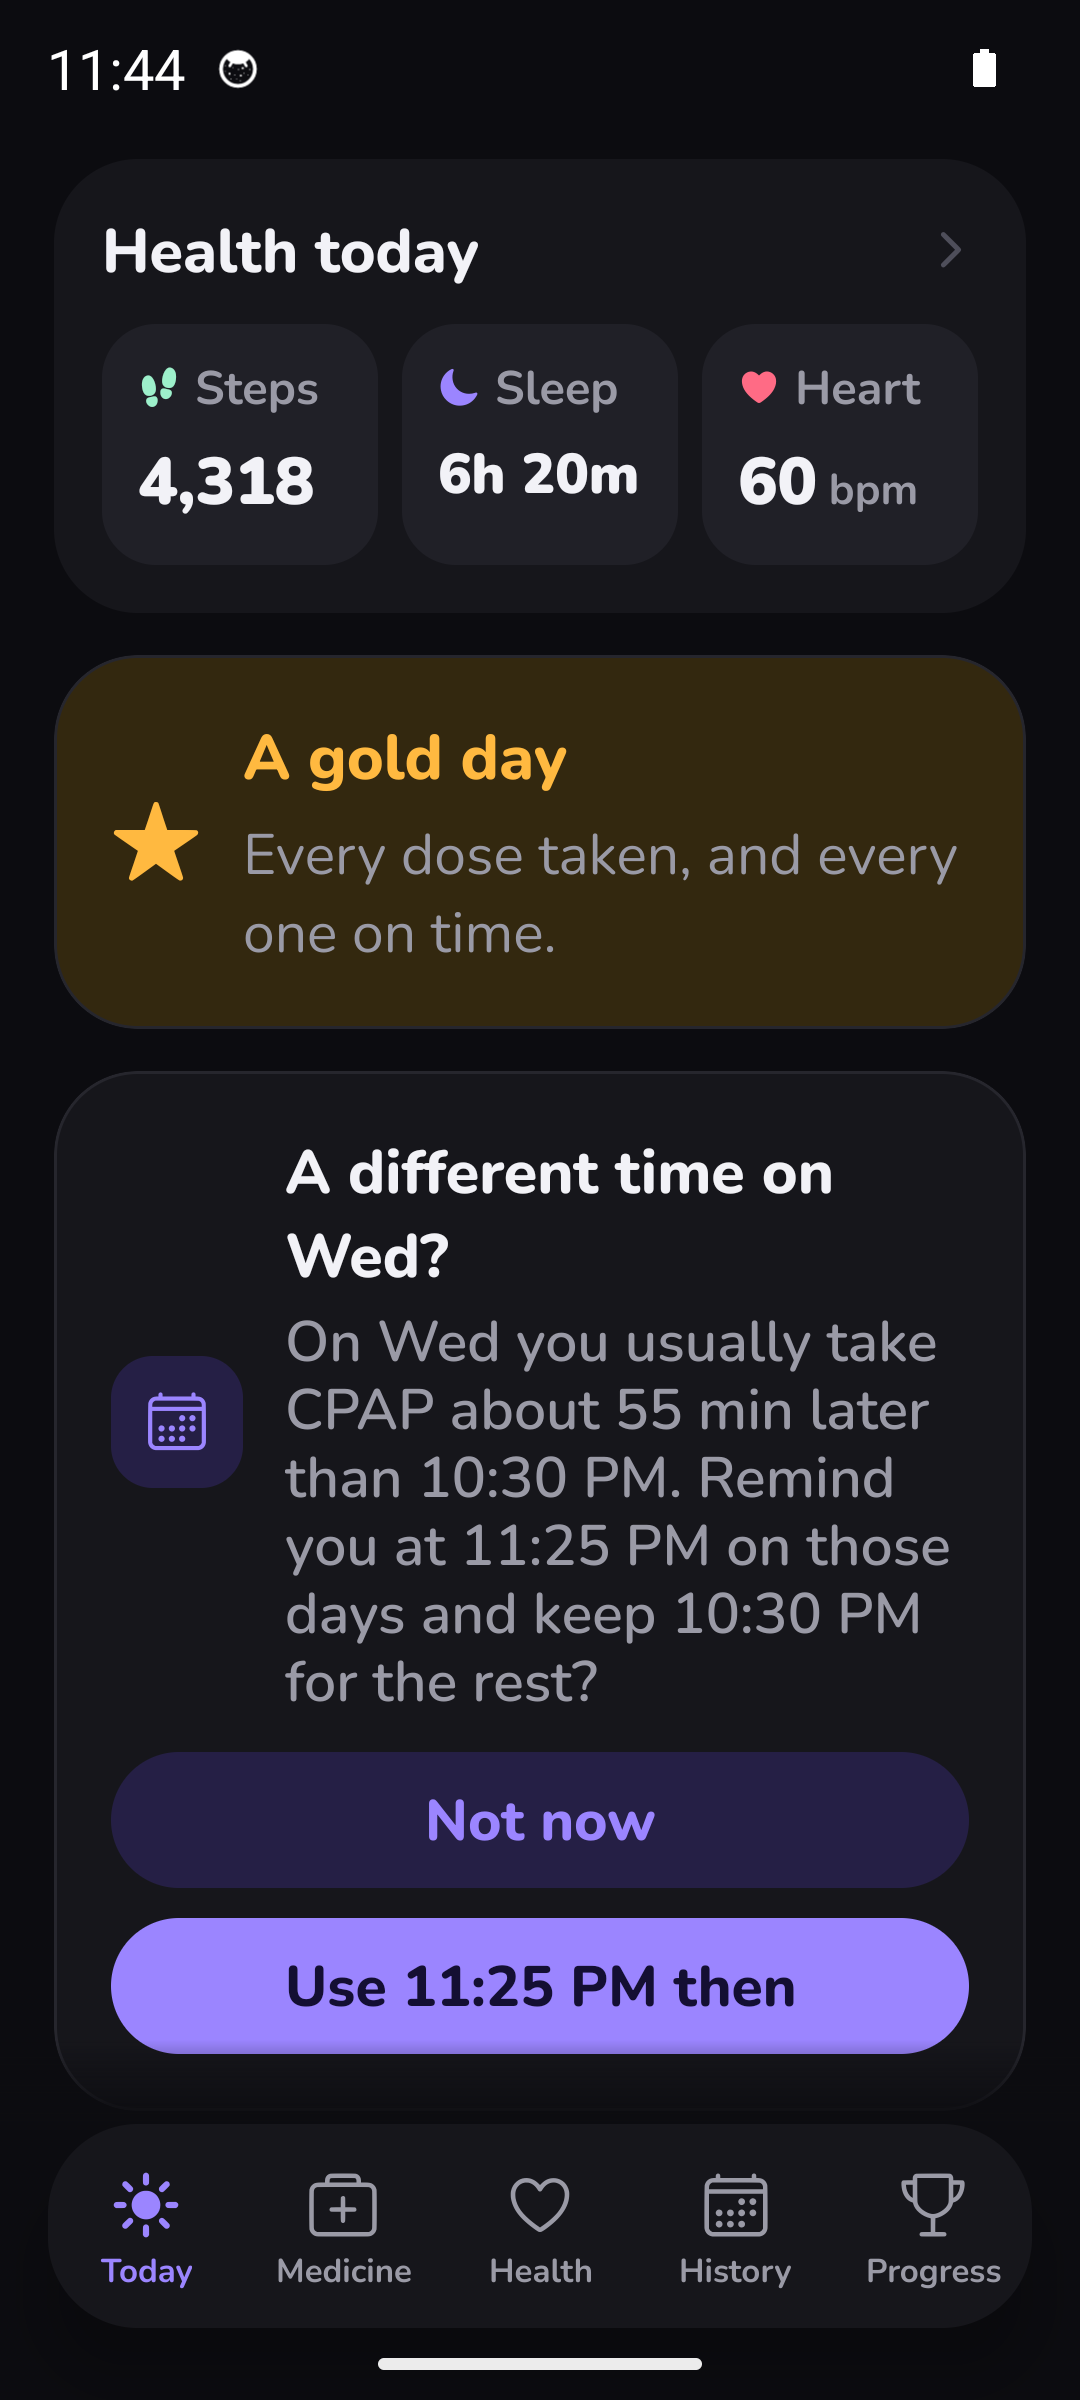 11:44
Health today
Steps
Sleep
Heart
4,318
6h 20m
60 bpm
A gold day
Every dose taken, and every
one on time.
A different time on
Wed?
On Wed you usually take
CPAP about 55 min later
than 10:30 PM. Remind
you at 11:25 PM on those
days and keep 10:30 PM
for the rest?
Not now
Use 11:25 PM then
Today
Medicine
Health
History
Progress